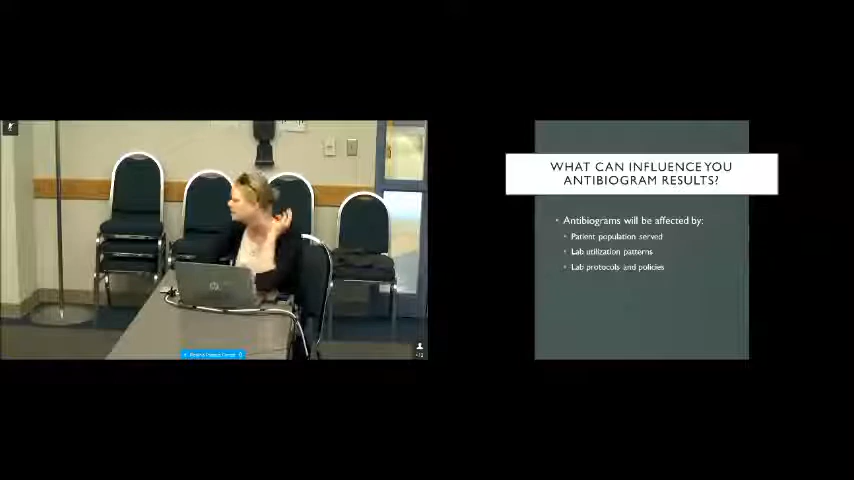 WHAT CAN INFLUENCE YOU
ANTIBIOGRAM RESULTS?
Antibiograms will be affected by:
Patient population served
Lab utilization patterns
Lab protocols and policies